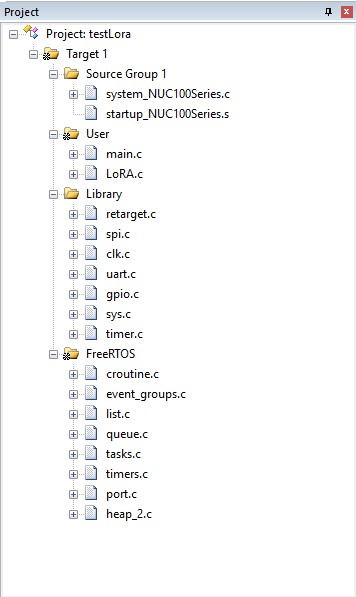 Project
Project: testLora
Target 1
Source Group 1
system_NUC100Series.c
startup_NUC100Series.s
User
main.c
LoRA.c
Library
retarget.c
spi.c
clk.c
uart.c
gpio.c
sys.c
timer.c
FreeRTOS
croutine.c
event_groups.c
list.c
queue.c
tasks.c
timers.c
port.c
heap_2.c